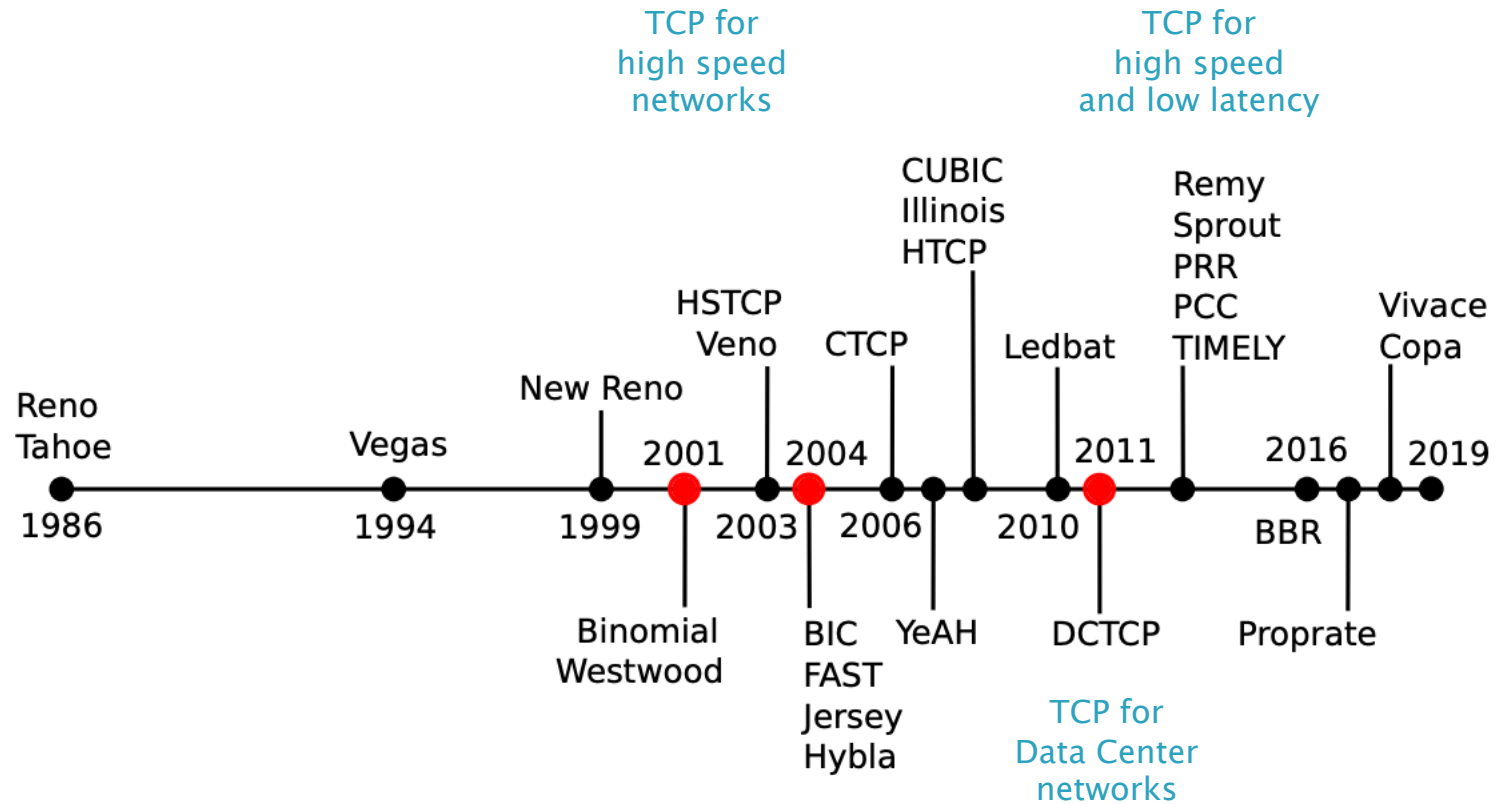 TCP for
high speed
networks
TCP for
high speed
and low latency
Reno
Tahoe
1986
Vegas
1994
New Reno
1999
2001
Binomial
Westwood
HSTCP
Veno
2003
2004
BIC
FAST
Jersey
Hybla
CTCP
2006
YeAH
CUBIC
Illinois
HTCP
Ledbat
2010
2011
DCTCP
TCP for
Data Center
networks
Remy
Sprout
PRR
PCC
TIMELY
2016
BBR
Proprate
Vivace
Copa
2019